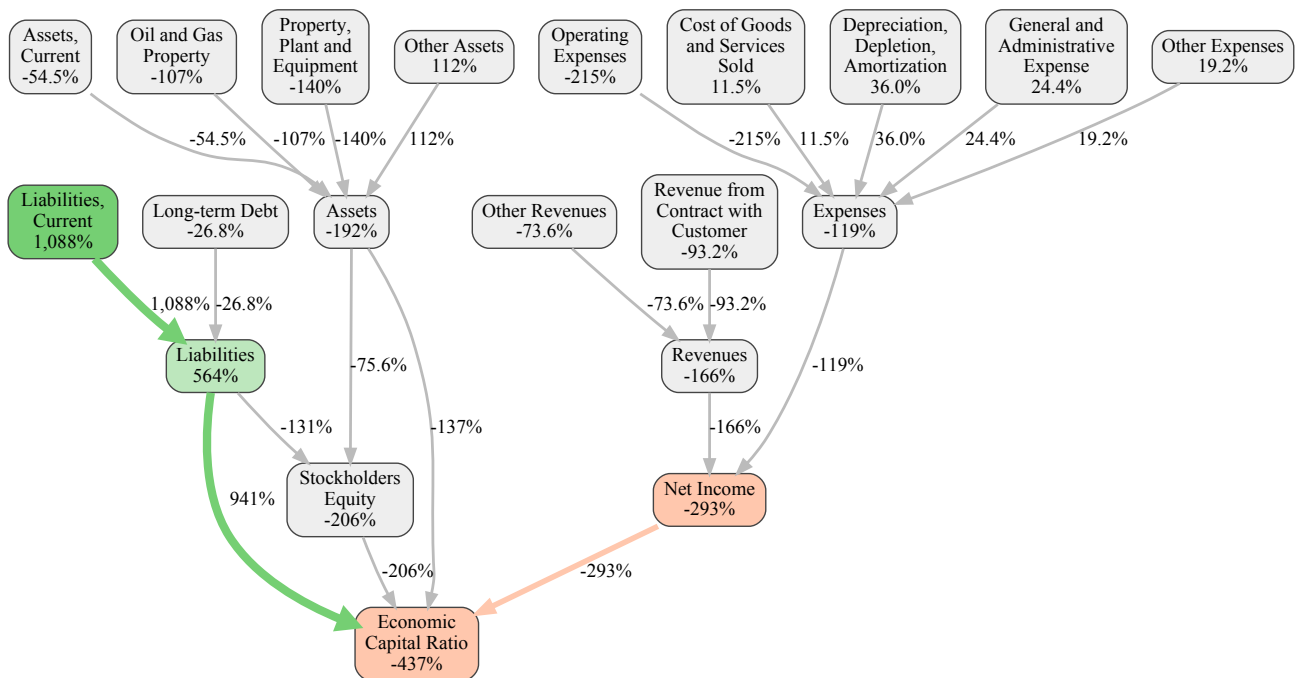 Assets,
Current
-54.5%
Oil and Gas
Property
-107%
Property,
Plant and
Equipment
-140%
Other Assets
112%
Operating
Expenses
-215%
Cost of Goods
and Services
Sold
11.5%
Depreciation,
Depletion,
Amortization
36.0%
General and
Administrative
Expense
24.4%
Other Expenses
19.2%
-54.5%
-107%
-140%
112%
-215%
11.5%
36.0%
24.4%
19.2%
Liabilities,
Current
1,088%
Long-term Debt
-26.8%
Assets
-192%
Other Revenues
-73.6%
Revenue from
Contract with
Customer
-93.2%
Expenses
-119%
1,088%
-26.8%
-73.6%
-93.2%
Liabilities
564%
-75.6%
Revenues
-166%
-119%
-131%
-137%
-166%
941%
Stockholders
Equity
-206%
Net Income
-293%
-206%
-293%
Economic
Capital Ratio
-437%